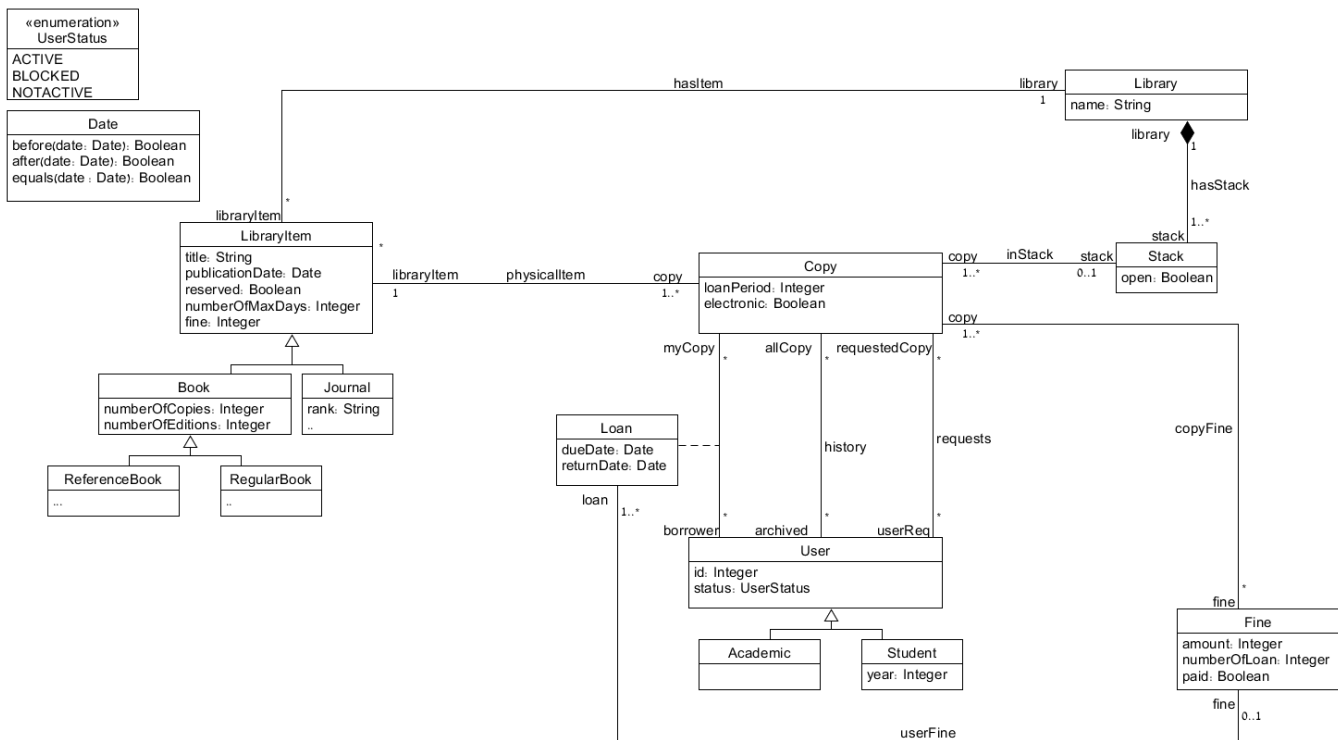 «enumeration»
UserStatus
ACTIVE
BLOCKED
NOTACTIVE
Date
before(date: Date): Boolean
after(date: Date): Boolean
equals(date : Date): Boolean
hasItem
library
1
Library
name: String
library
1
hasStack
1..*
stack
Stack
open: Boolean
*
libraryItem
LibraryItem
title: String
publicationDate: Date
reserved: Boolean
numberOfMaxDays: Integer
fine: Integer
*
libraryItem
1
physicalItem
copy
1..*
Copy
loanPeriod: Integer
electronic: Boolean
copy
1..*
inStack
stack
0..1
copy
1..*
Book
numberOfCopies: Integer
numberOfEditions: Integer
Journal
rank: String
..
ReferenceBook
...
RegularBook
..
myCopy
*
allCopy
*
requestedCopy
*
Loan
dueDate: Date
returnDate: Date
loan
1..*
history
requests
copyFine
borrower
*
archived
*
userReq
*
User
id: Integer
status: UserStatus
Academic
Student
year: Integer
*
fine
Fine
amount: Integer
numberOfLoan: Integer
paid: Boolean
fine
0..1
userFine